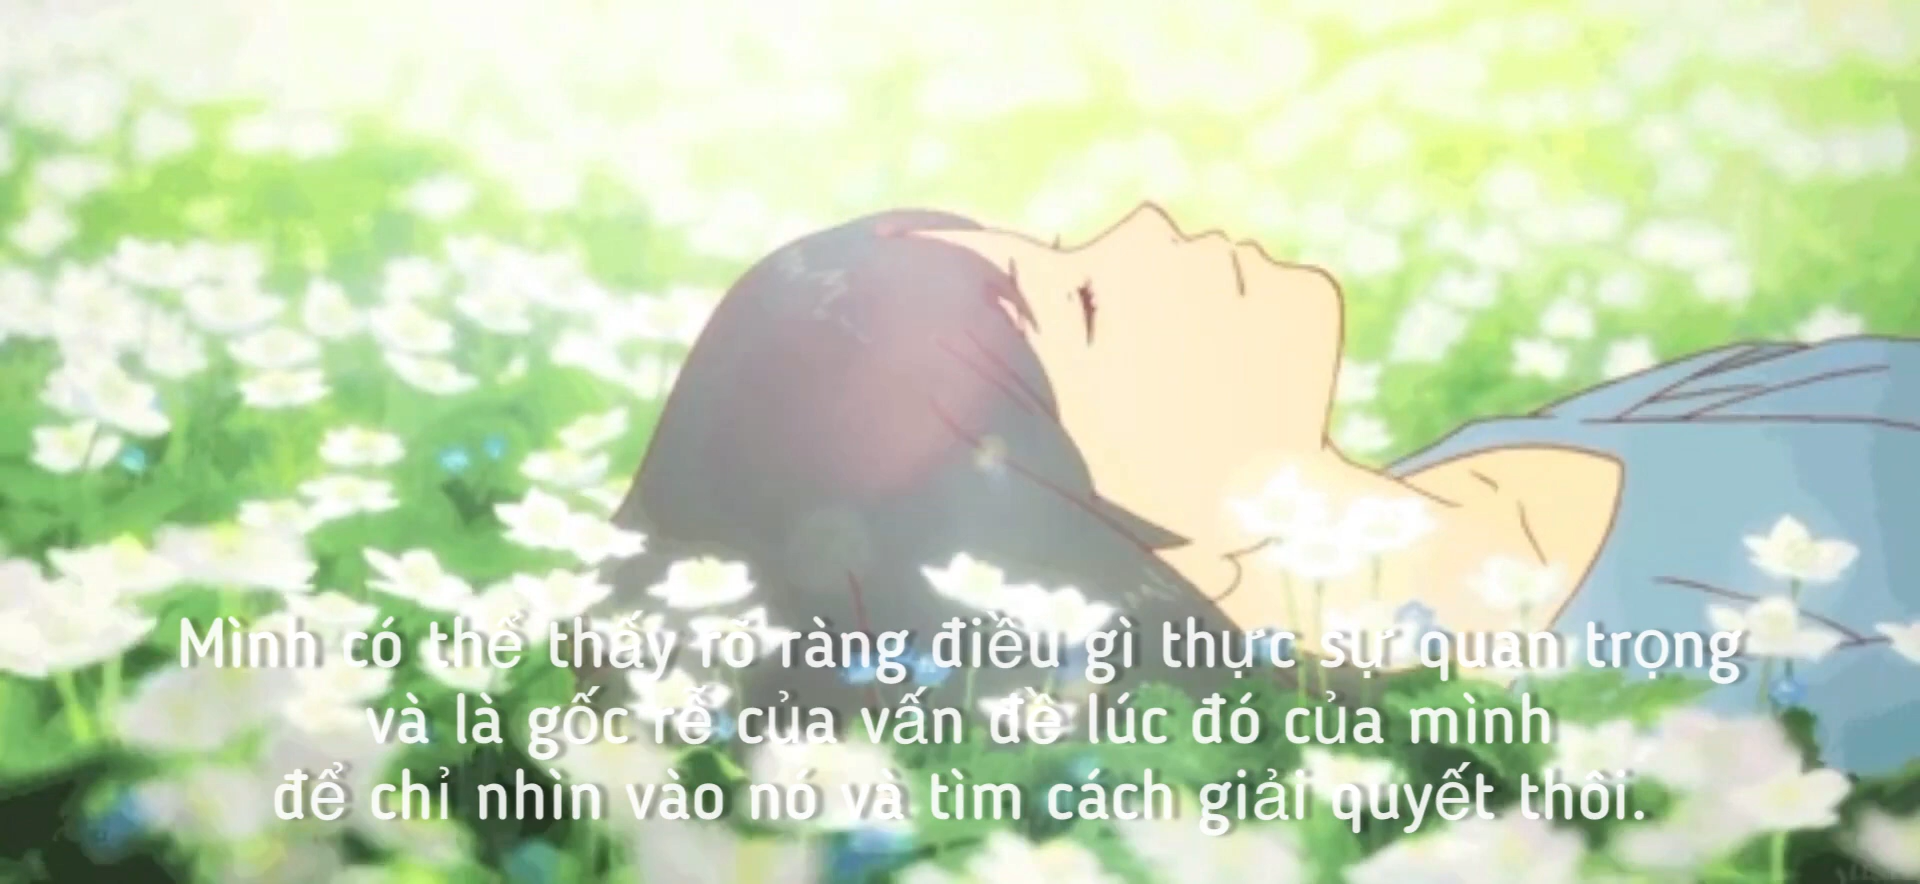 Mình có thể thấy rõ ràng điều gì thực sự quan trọng
và là gốc rễ của vấn đề lúc đó của mình
để chỉ nhìn vào nó và tìm cách giải quyết thôi.